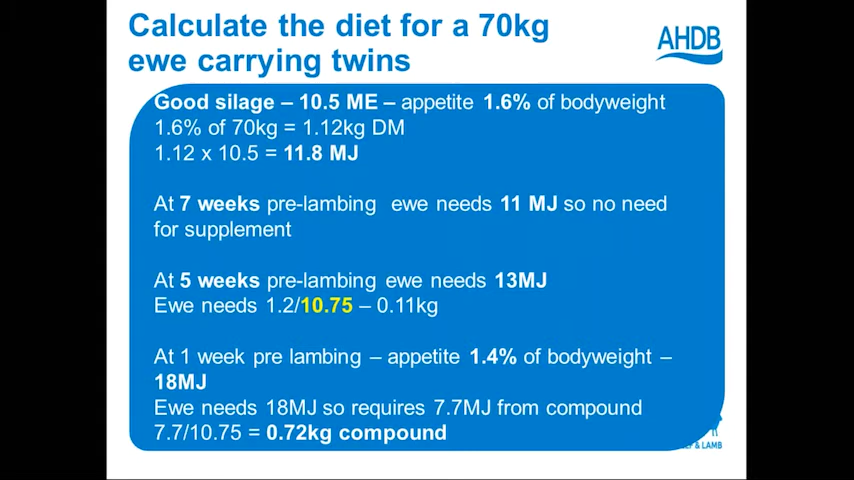 Calculate the diet for a 70kg
ewe carrying twins
AHDB
Good silage – 10.5 ME – appetite 1.6% of bodyweight
1.6% of 70kg = 1.12kg DM
1.12 x 10.5 = 11.8 MJ
At 7 weeks pre-lambing ewe needs 11 MJ so no need
for supplement
At 5 weeks pre-lambing ewe needs 13MJ
Ewe needs 1.2/10.75 – 0.11kg
At 1 week pre lambing – appetite 1.4% of bodyweight –
18MJ
Ewe needs 18MJ so requires 7.7MJ from compound
7.7/10.75 = 0.72kg compound
& LAMB